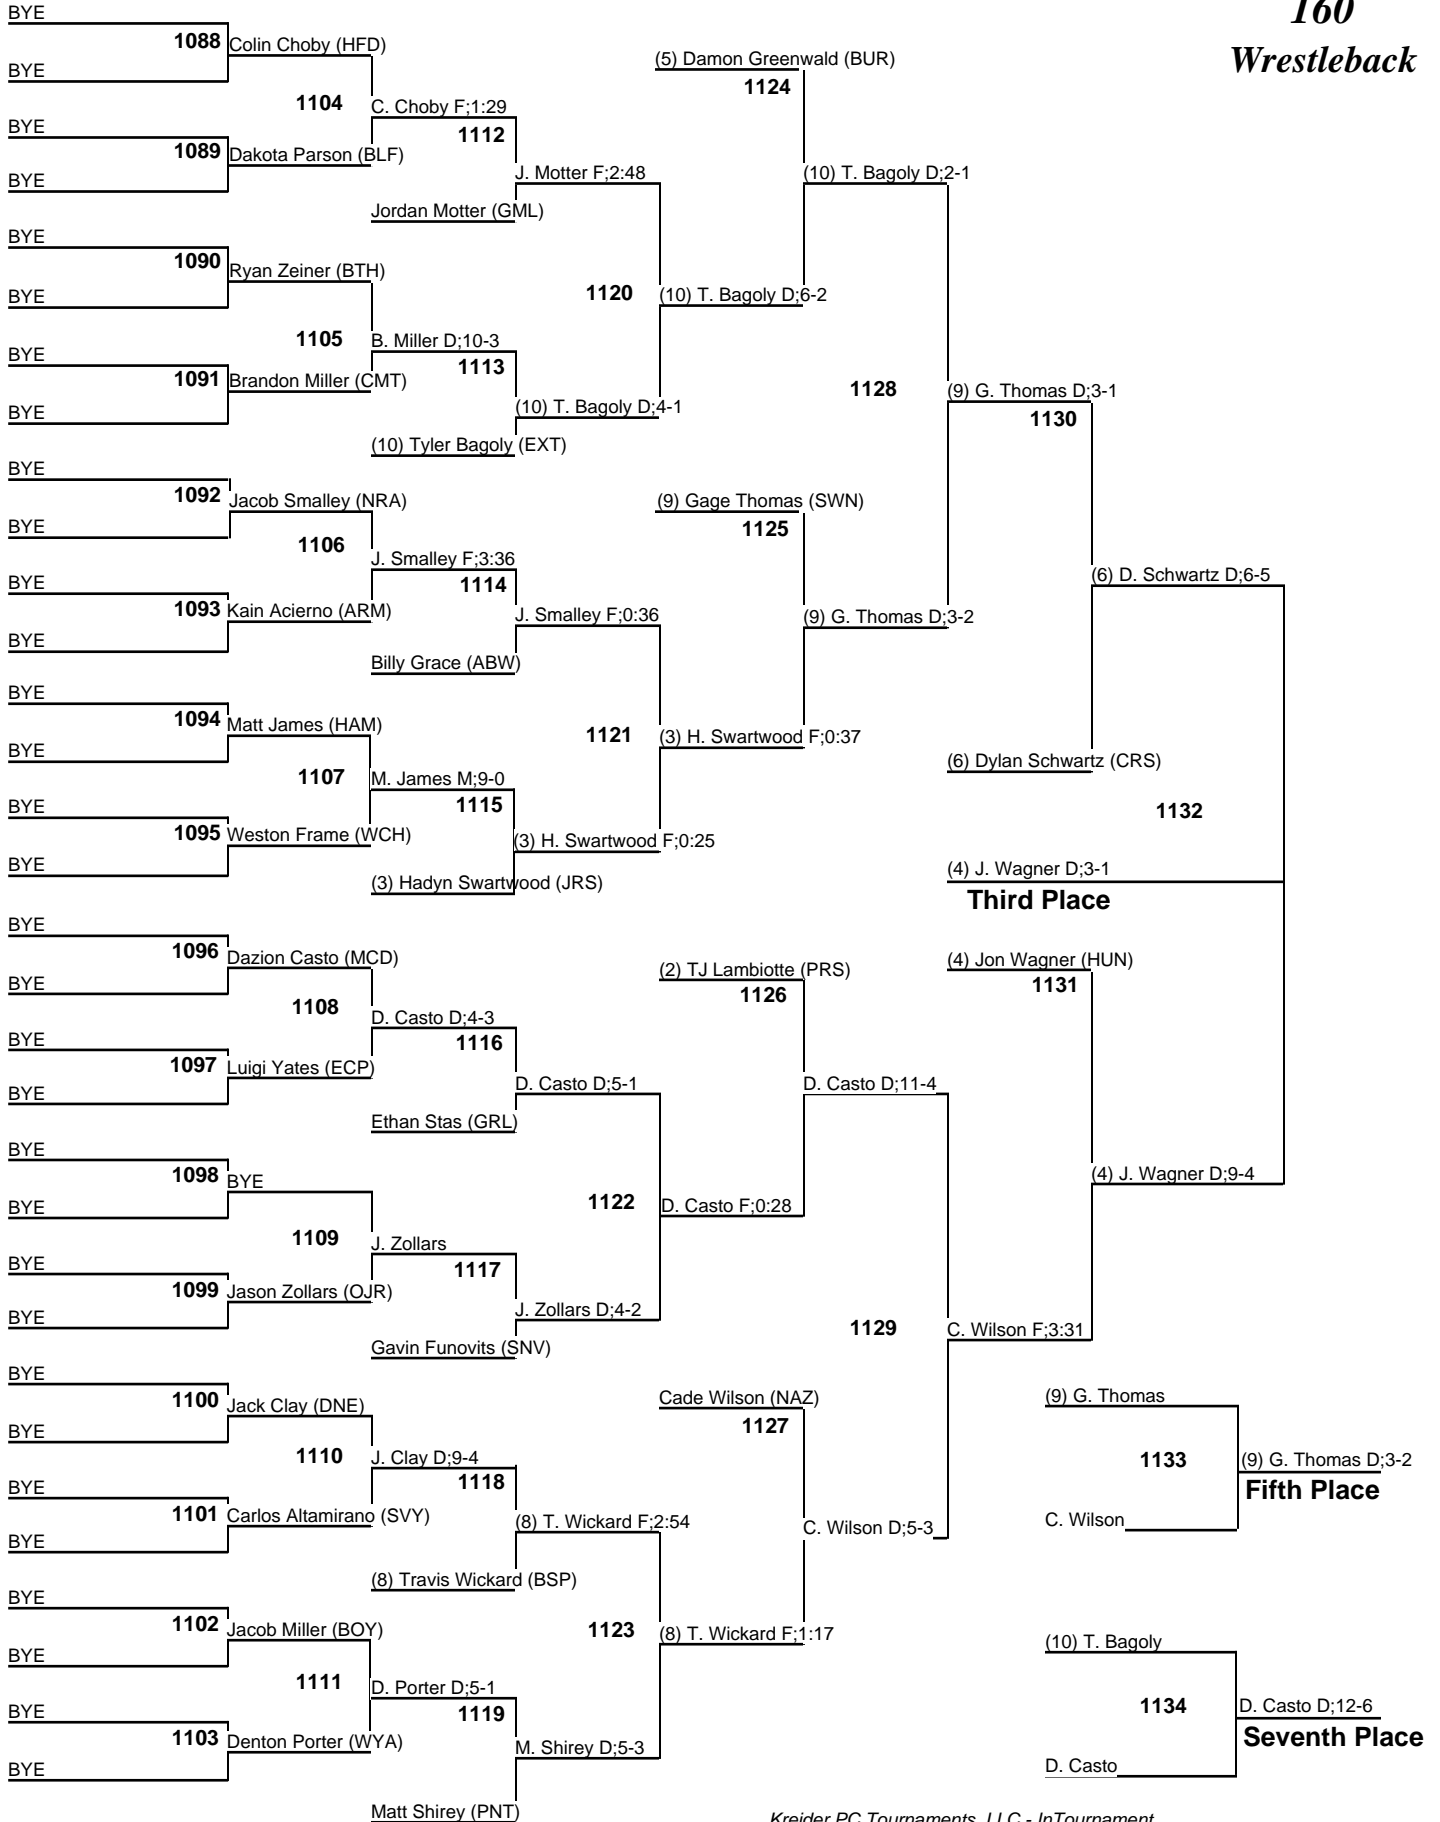 160
Wrestleback
BYE
1088 Colin Choby (HFD)
BYE
1104 C. Choby F;1:29
BYE
1089 Dakota Parson (BLF)
BYE
1112 J. Motter F;2:48
Jordan Motter (GML)
BYE
1090 Ryan Zeiner (BTH)
BYE
1105 B. Miller D;10-3
BYE
1091 Brandon Miller (CMT)
BYE
1113 (10) T. Bagoly D;4-1
(10) Tyler Bagoly (EXT)
1120 (10) T. Bagoly D;6-2
(5) Damon Greenwald (BUR)
1124 (10) T. Bagoly D;2-1
BYE
1092 Jacob Smalley (NRA)
BYE
1106 J. Smalley F;3:36
BYE
1093 Kain Acierno (ARM)
BYE
1114 J. Smalley F;0:36
Billy Grace (ABW)
BYE
1094 Matt James (HAM)
BYE
1107 M. James M;9-0
BYE
1095 Weston Frame (WCH)
BYE
1115 (3) H. Swartwood F;0:25
(3) Hadyn Swartwood (JRS)
1121 (3) H. Swartwood F;0:37
(9) Gage Thomas (SWN)
1125 (9) G. Thomas D;3-2
1128 (9) G. Thomas D;3-1
1130 (6) D. Schwartz D;6-5
(6) Dylan Schwartz (CRS)
1132
(4) J. Wagner D;3-1
Third Place
BYE
1096 Dazion Casto (MCD)
BYE
1108 D. Casto D;4-3
BYE
1097 Luigi Yates (ECP)
BYE
1116 D. Casto D;5-1
Ethan Stas (GRL)
BYE
1098 BYE
BYE
1109 J. Zollars
BYE
1099 Jason Zollars (OJR)
BYE
1117 J. Zollars D;4-2
Gavin Funovits (SNV)
1122 D. Casto F;0:28
(2) TJ Lambiotte (PRS)
1126 D. Casto D;11-4
(4) Jon Wagner (HUN)
1131 (4) J. Wagner D;9-4
BYE
1100 Jack Clay (DNE)
BYE
1110 J. Clay D;9-4
BYE
1101 Carlos Altamirano (SVY)
BYE
1118 (8) T. Wickard F;2:54
(8) Travis Wickard (BSP)
BYE
1102 Jacob Miller (BOY)
BYE
1111 D. Porter D;5-1
BYE
1103 Denton Porter (WYA)
BYE
1119 M. Shirey D;5-3
Matt Shirey (PNT)
1123 (8) T. Wickard F;1:17
Cade Wilson (NAZ)
1127 C. Wilson D;5-3
1129 C. Wilson F;3:31
(9) G. Thomas
1133 (9) G. Thomas D;3-2
Fifth Place
C. Wilson
(10) T. Bagoly
1134 D. Casto D;12-6
Seventh Place
D. Casto
Kreider PC Tournaments, LLC - InTournament